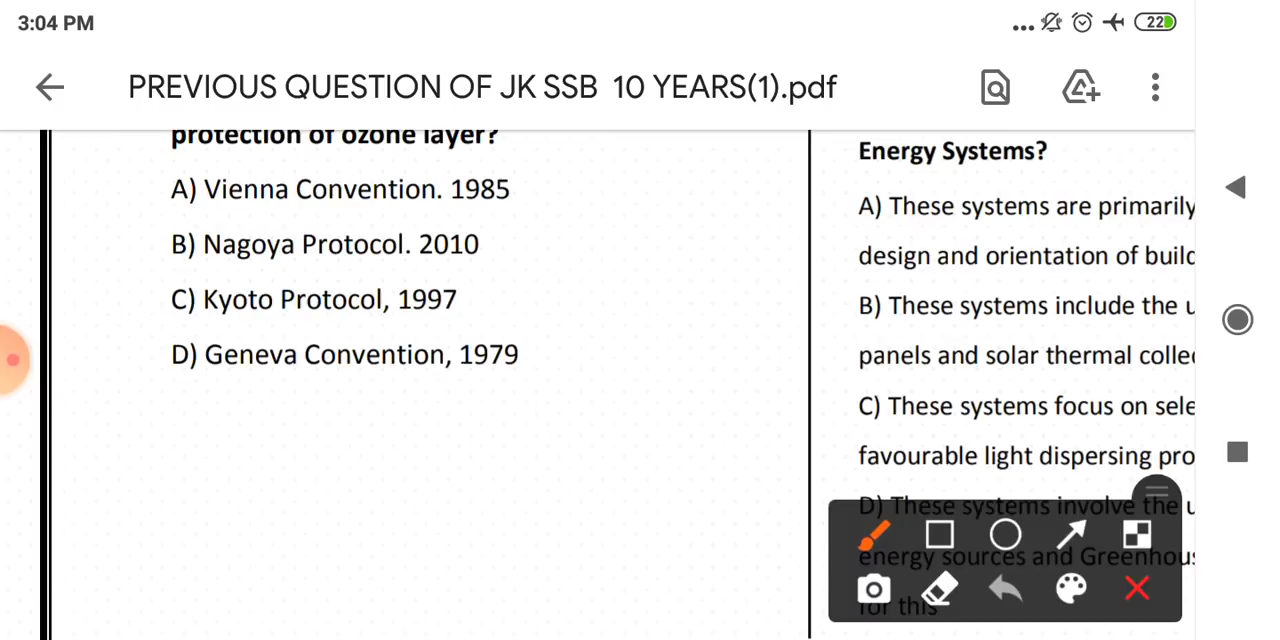 3:04 PM
22
PREVIOUS QUESTION OF JK SSB 10 YEARS(1).pdf
protection of ozone layer?
A) Vienna Convention. 1985
B) Nagoya Protocol. 2010
C) Kyoto Protocol, 1997
D) Geneva Convention, 1979
Energy Systems?
A) These systems are primarily
design and orientation of build
B) These systems include the u
panels and solar thermal collec
C) These systems focus on sele
favourable light dispersing pro
D) These systems involve the u
energy sources and Greenhous
for this